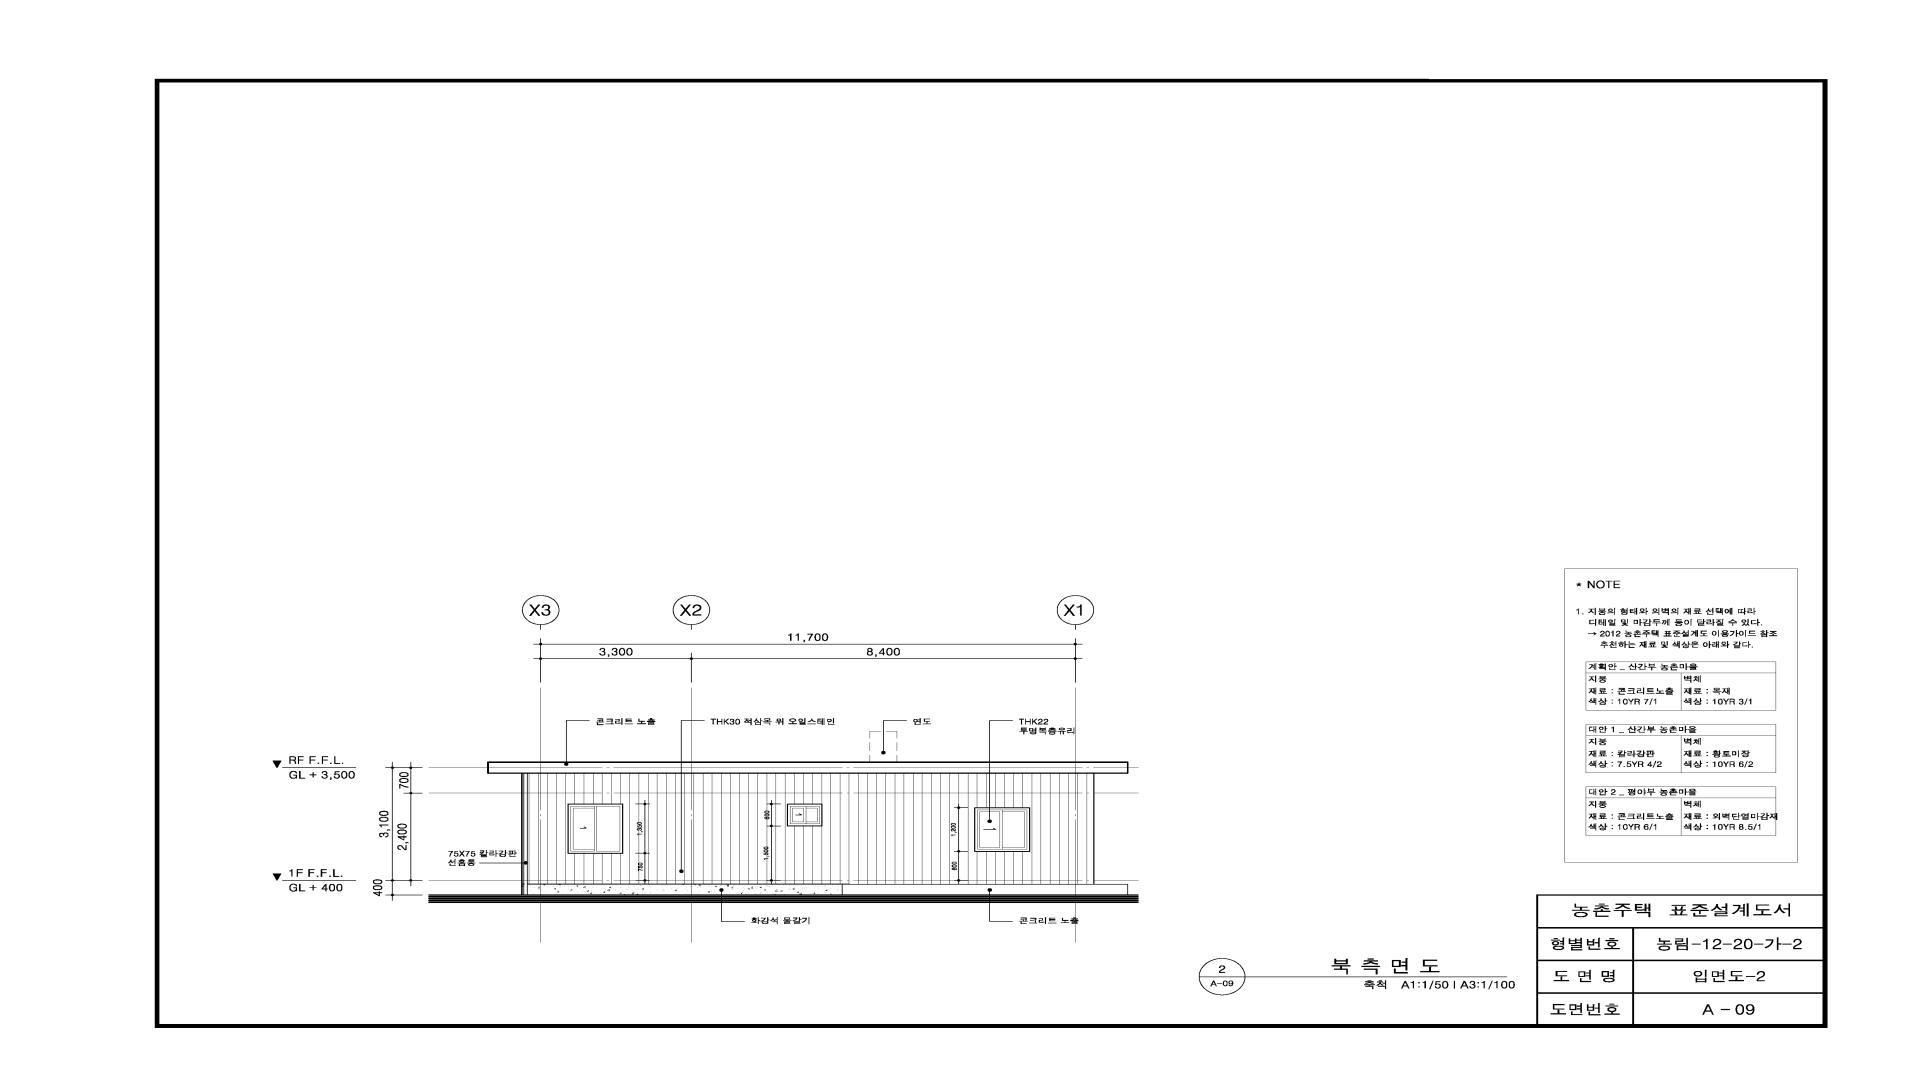 X3
X2
X1
11,700
3,300
8,400
콘크리트 노출
THK30 적삼목 위 오일스테인
연도
THK22
투명복층유리
RF F.F.L.
GL + 3,500
700
3,100
2,400
1F F.F.L.
GL + 400
400
1,350
750
600
1,500
1,200
800
1
1
1
75X75 칼라강판
선홈통
화강석 물갈기
콘크리트 노출
* NOTE
1. 지붕의 형태와 외벽의 재료 선택에 따라
디테일 및 마감두께 등이 달라질 수 있다.
→ 2012 농촌주택 표준설계도 이용가이드 참조
추천하는 재료 및 색상은 아래와 같다.
계획안 _ 산간부 농촌마을
지붕 벽체
재료 : 콘크리트노출 재료 : 목재
색상 : 10YR 7/1 색상 : 10YR 3/1
대안 1 _ 산간부 농촌마을
지붕 벽체
재료 : 칼라강판 재료 : 황토미장
색상 : 7.5YR 4/2 색상 : 10YR 6/2
대안 2 _ 평야부 농촌마을
지붕 벽체
재료 : 콘크리트노출 재료 : 외벽단열마감재
색상 : 10YR 6/1 색상 : 10YR 8.5/1
2
A-09
북 측 면 도
축척 A1:1/50 | A3:1/100
농촌주택 표준설계도서
형별번호 농림-12-20-가-2
도 면 명 입면도-2
도면번호 A - 09